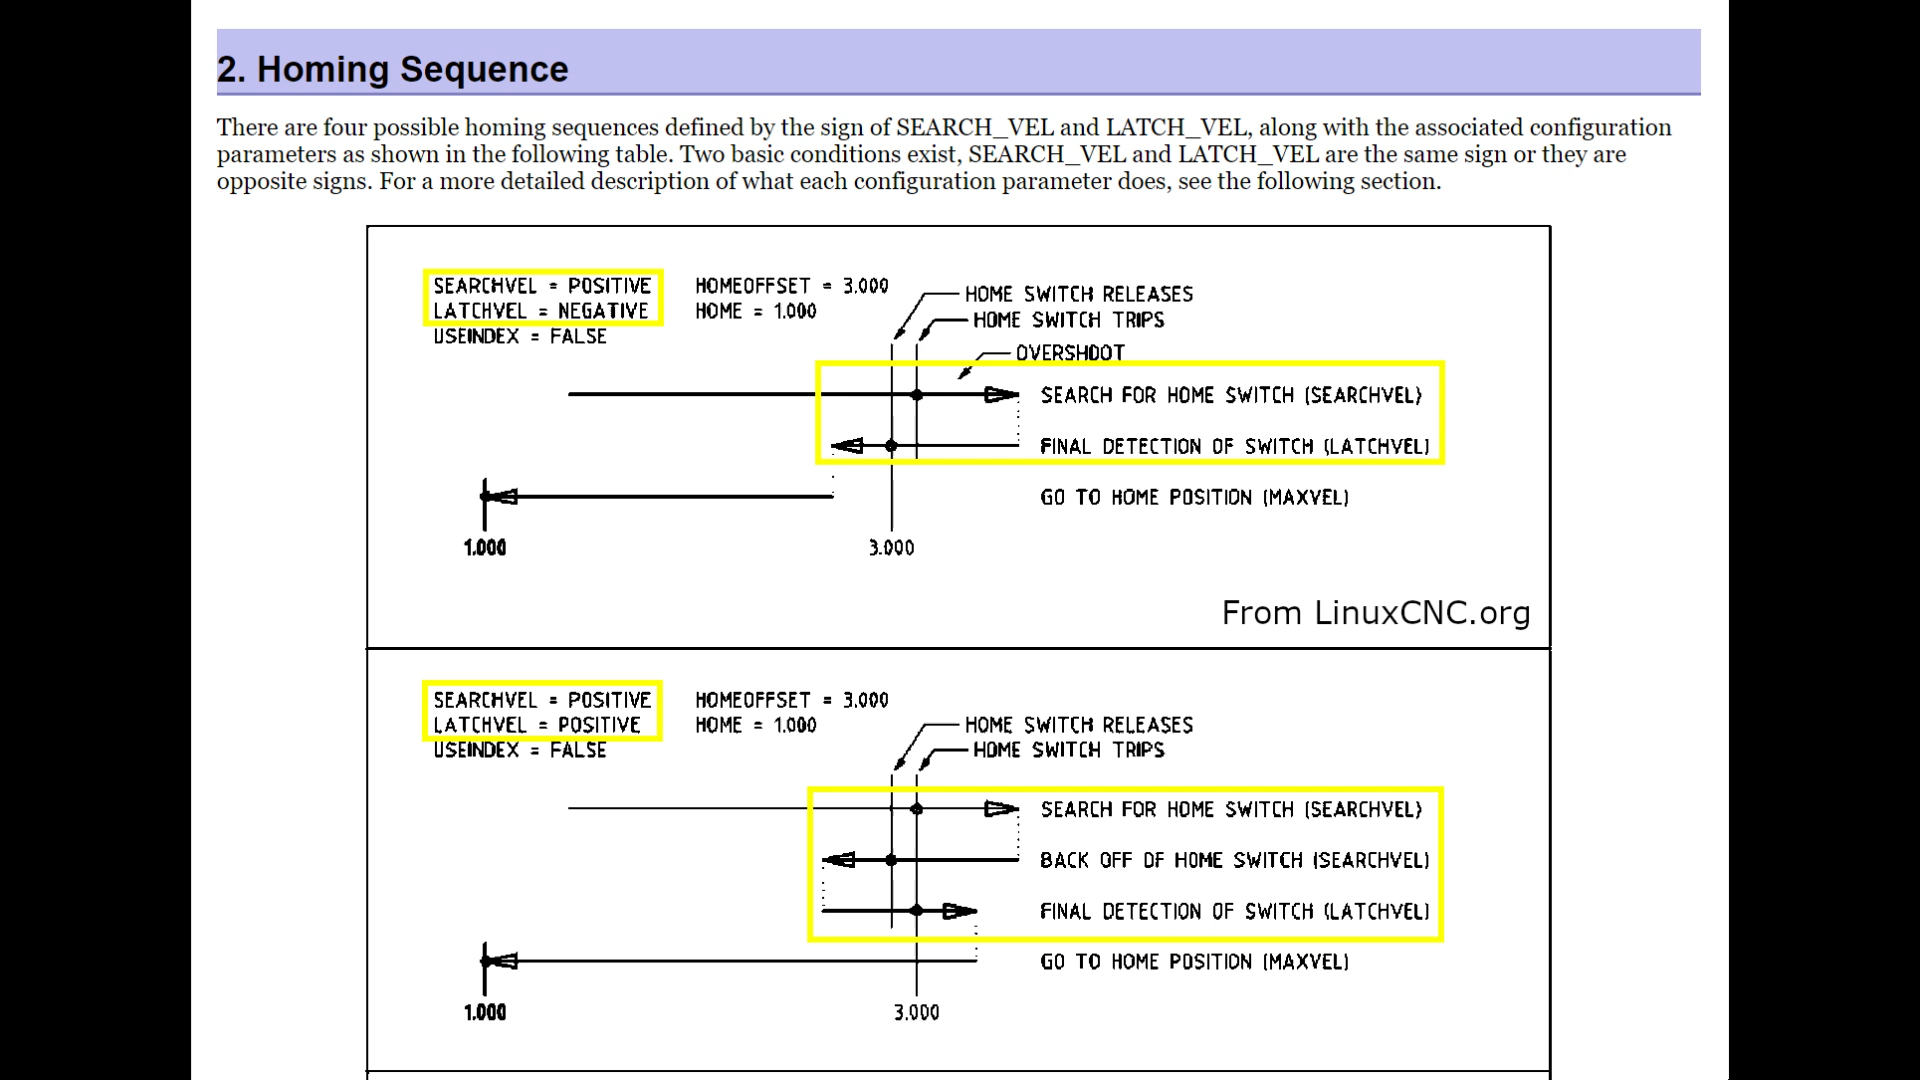 2. Homing Sequence
There are four possible homing sequences defined by the sign of SEARCH_VEL and LATCH_VEL, along with the associated configuration
parameters as shown in the following table. Two basic conditions exist, SEARCH_VEL and LATCH_VEL are the same sign or they are
opposite signs. For a more detailed description of what each configuration parameter does, see the following section.
SEARCHVEL = POSITIVE HOMEOFFSET = 3.000
LATCHVEL = NEGATIVE HOME = 1.000
USEINDEX = FALSE
HOME SWITCH RELEASES
HOME SWITCH TRIPS
OVERSHOOT
SEARCH FOR HOME SWITCH (SEARCHVEL)
FINAL DETECTION OF SWITCH (LATCHVEL)
GO TO HOME POSITION (MAXVEL)
1.000 3.000
From LinuxCNC.org
SEARCHVEL = POSITIVE HOMEOFFSET = 3.000
LATCHVEL = POSITIVE HOME = 1.000
USEINDEX = FALSE
HOME SWITCH RELEASES
HOME SWITCH TRIPS
SEARCH FOR HOME SWITCH (SEARCHVEL)
BACK OFF OF HOME SWITCH (SEARCHVEL)
FINAL DETECTION OF SWITCH (LATCHVEL)
GO TO HOME POSITION (MAXVEL)
1.000 3.000